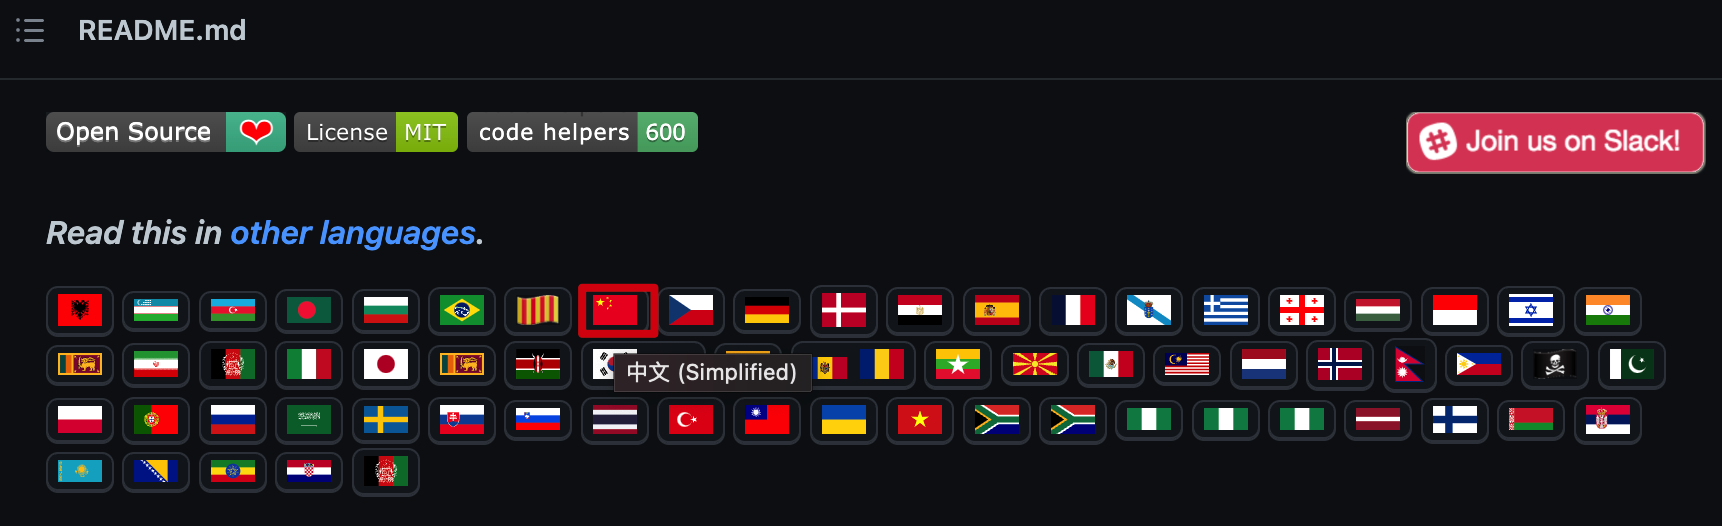 README.md
Open Source
License MIT
code helpers 600
Join us on Slack!
Read this in other languages.
中文 (Simplified)